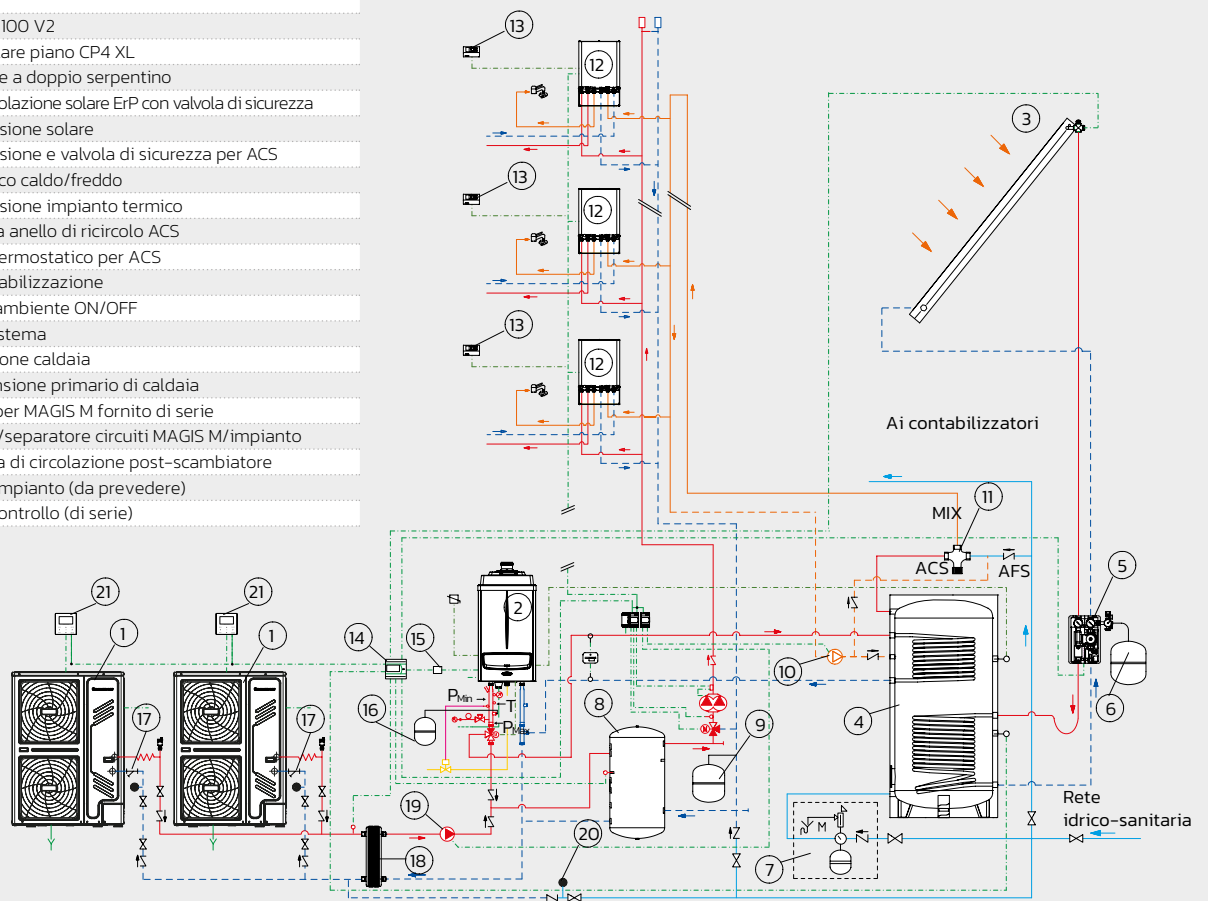 100 V2
are piano CP4 XL
e a doppio serpentino
olazione solare ErP con valvola di sicurezza
sione solare
sione e valvola di sicurezza per ACS
co caldo/freddo
sione impianto termico
a anello di ricircolo ACS
ermostatico per ACS
abilizzazione
ambiente ON/OFF
stema
one caldaia
nsione primario di caldaia
per MAGIS M fornito di serie
/separatore circuiti MAGIS M/impianto
a di circolazione post-scambiatore
mpianto (da prevedere)
ontrollo (di serie)
13
12
3
13
12
13
12
Ai contabilizzatori
MIX
11
ACS
AFS
5
21
21
2
1
1
14
15
10
6
PMin
T
PMax
16
8
4
9
17
17
19
Rete
idrico-sanitaria
M
20
18
7